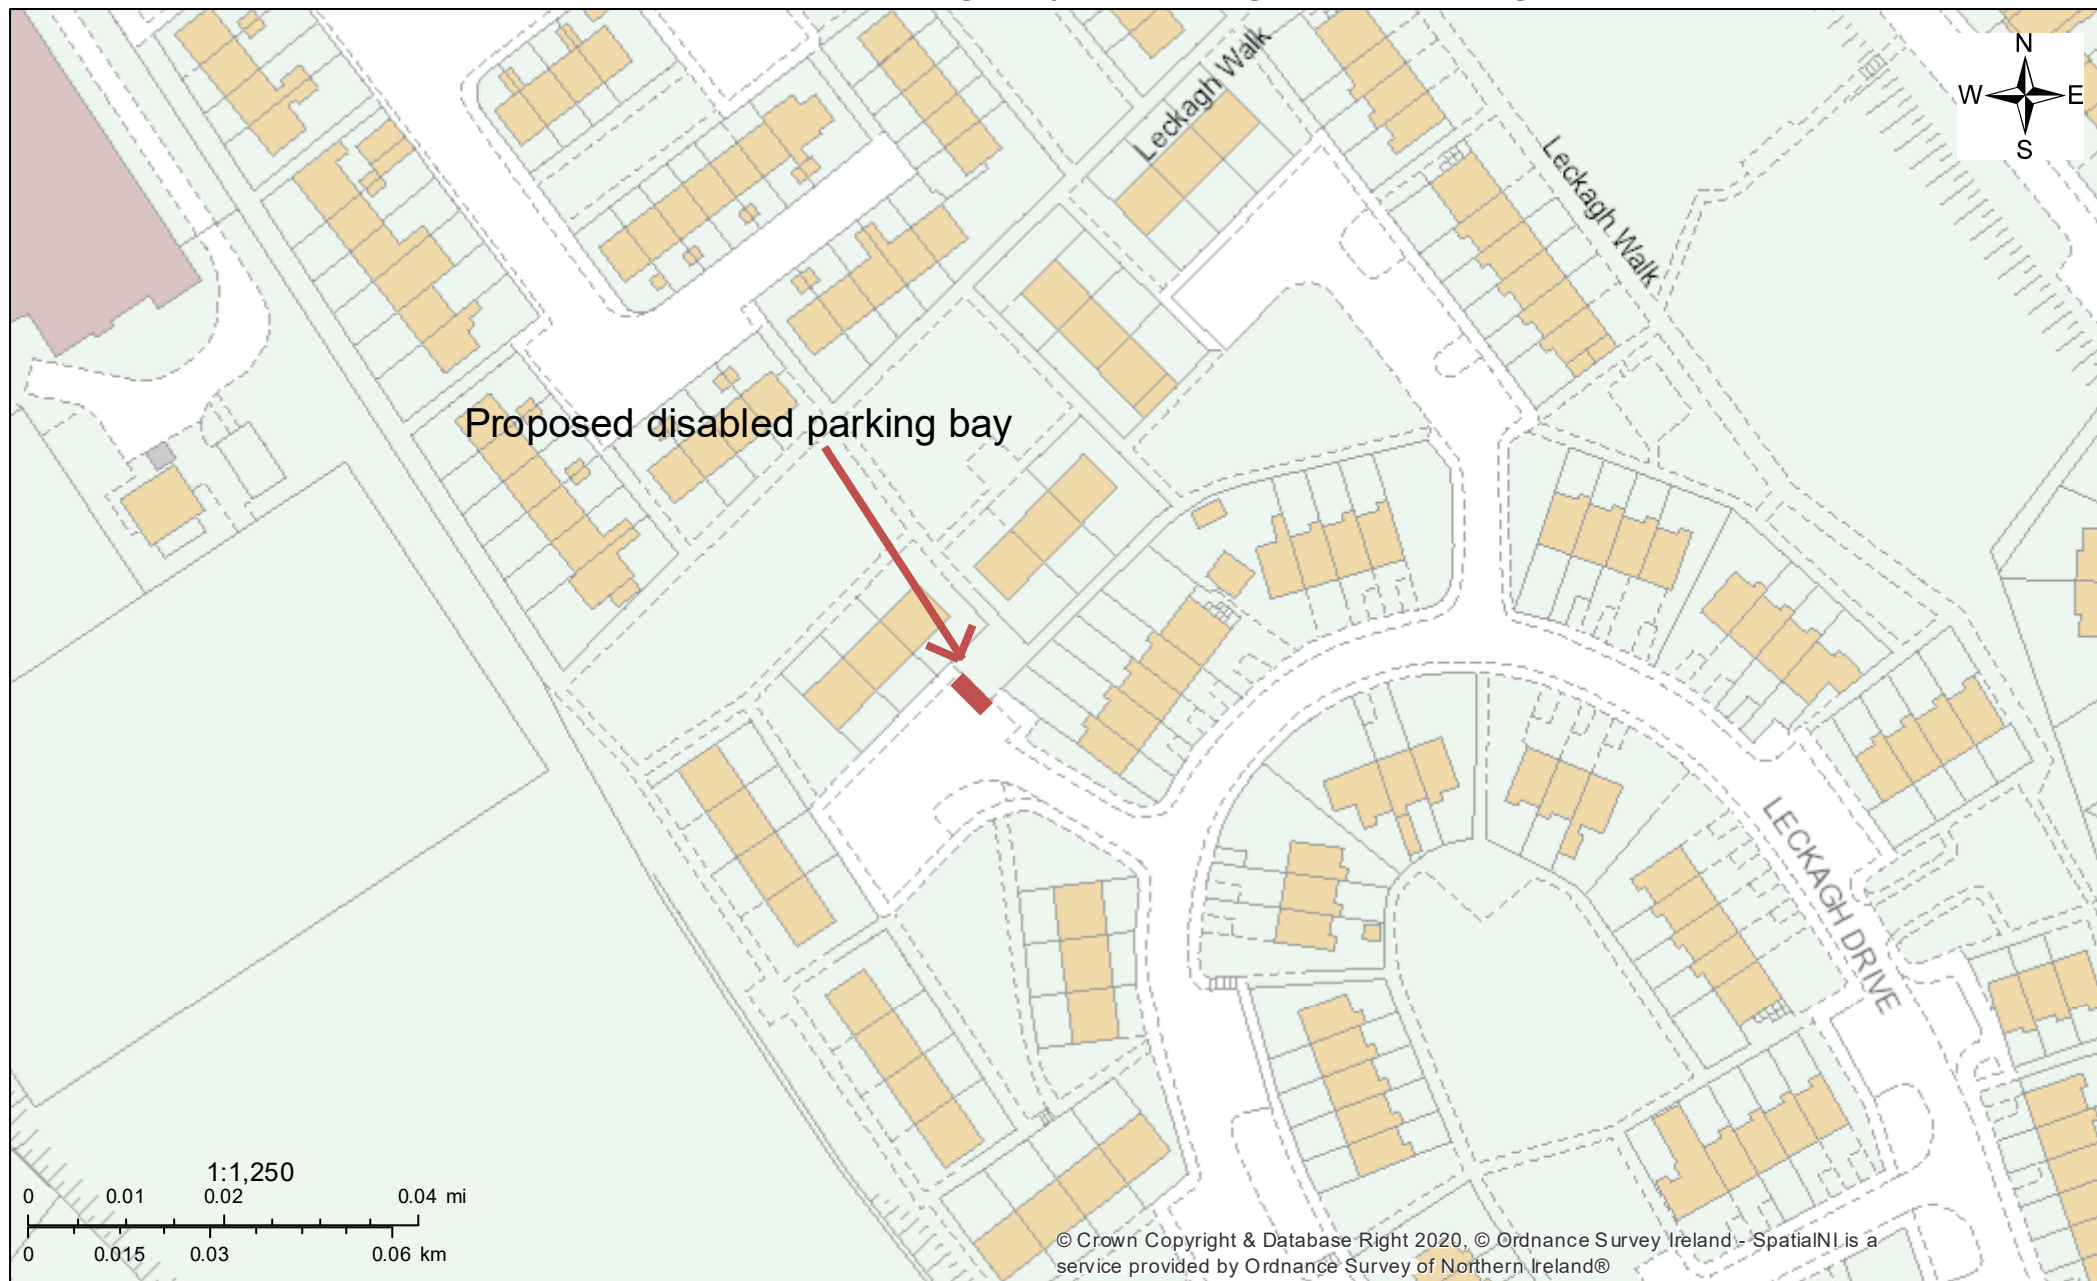 N
W E
S
Leckagh Walk
Leckagh Walk
Proposed disabled parking bay
LECKAGH DRIVE
1:1,250
0 0.01 0.02 0.04 mi
0 0.015 0.03 0.06 km
© Crown Copyright & Database Right 2020, © Ordnance Survey Ireland - SpatialNI is a
service provided by Ordnance Survey of Northern Ireland®